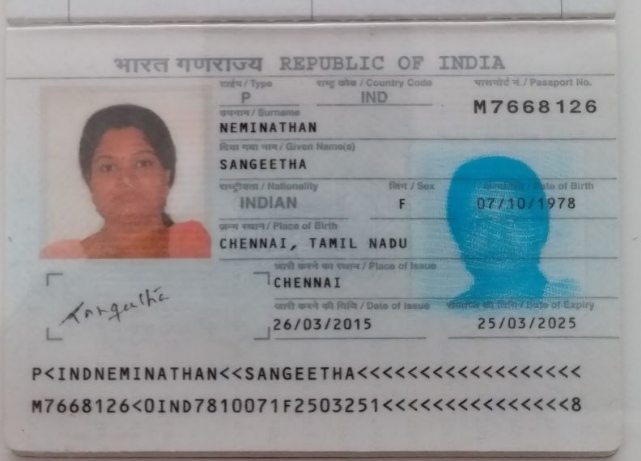 भारत गणराज्य REPUBLIC OF INDIA
टाईप / Type राष्ट्र कोड / Country Code पासपोर्ट नं. / Passport No.
P IND M7668126
उपनाम / Surname
NEMINATHAN
दिया गया नाम / Given Name(s)
SANGEETHA
राष्ट्रीयता / Nationality लिंग / Sex Date of Birth
INDIAN F 07/10/1978
जन्म स्थान / Place of Birth
CHENNAI, TAMIL NADU
जारी करने का स्थान / Place of Issue
CHENNAI
जारी करने की तिथि / Date of Issue समाप्ति की तिथि / Date of Expiry
26/03/2015 25/03/2025
Sangeetha
P<INDNEMINATHAN<<SANGEETHA<<<<<<<<<<<<<<<<<<
M7668126<0IND7810071F2503251<<<<<<<<<<<<<<<8